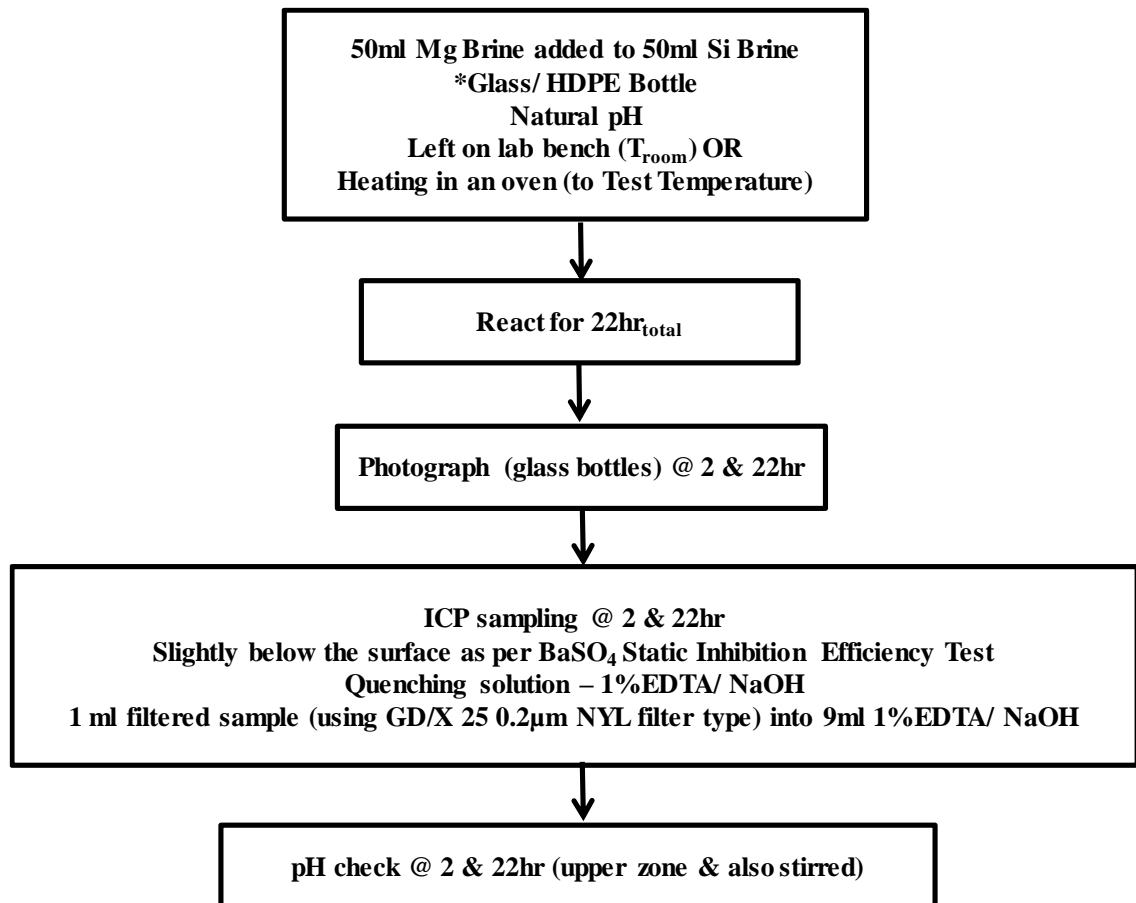 50ml Mg Brine added to 50ml Si Brine
*Glass/ HDPE Bottle
Natural pH
Left on lab bench (Troom) OR
Heating in an oven (to Test Temperature)
React for 22hrtotal
Photograph (glass bottles) @ 2 & 22hr
ICP sampling @ 2 & 22hr
Slightly below the surface as per BaSO4 Static Inhibition Efficiency Test
Quenching solution – 1%EDTA/ NaOH
1 ml filtered sample (using GD/X 25 0.2µm NYL filter type) into 9ml 1%EDTA/ NaOH
pH check @ 2 & 22hr (upper zone & also stirred)